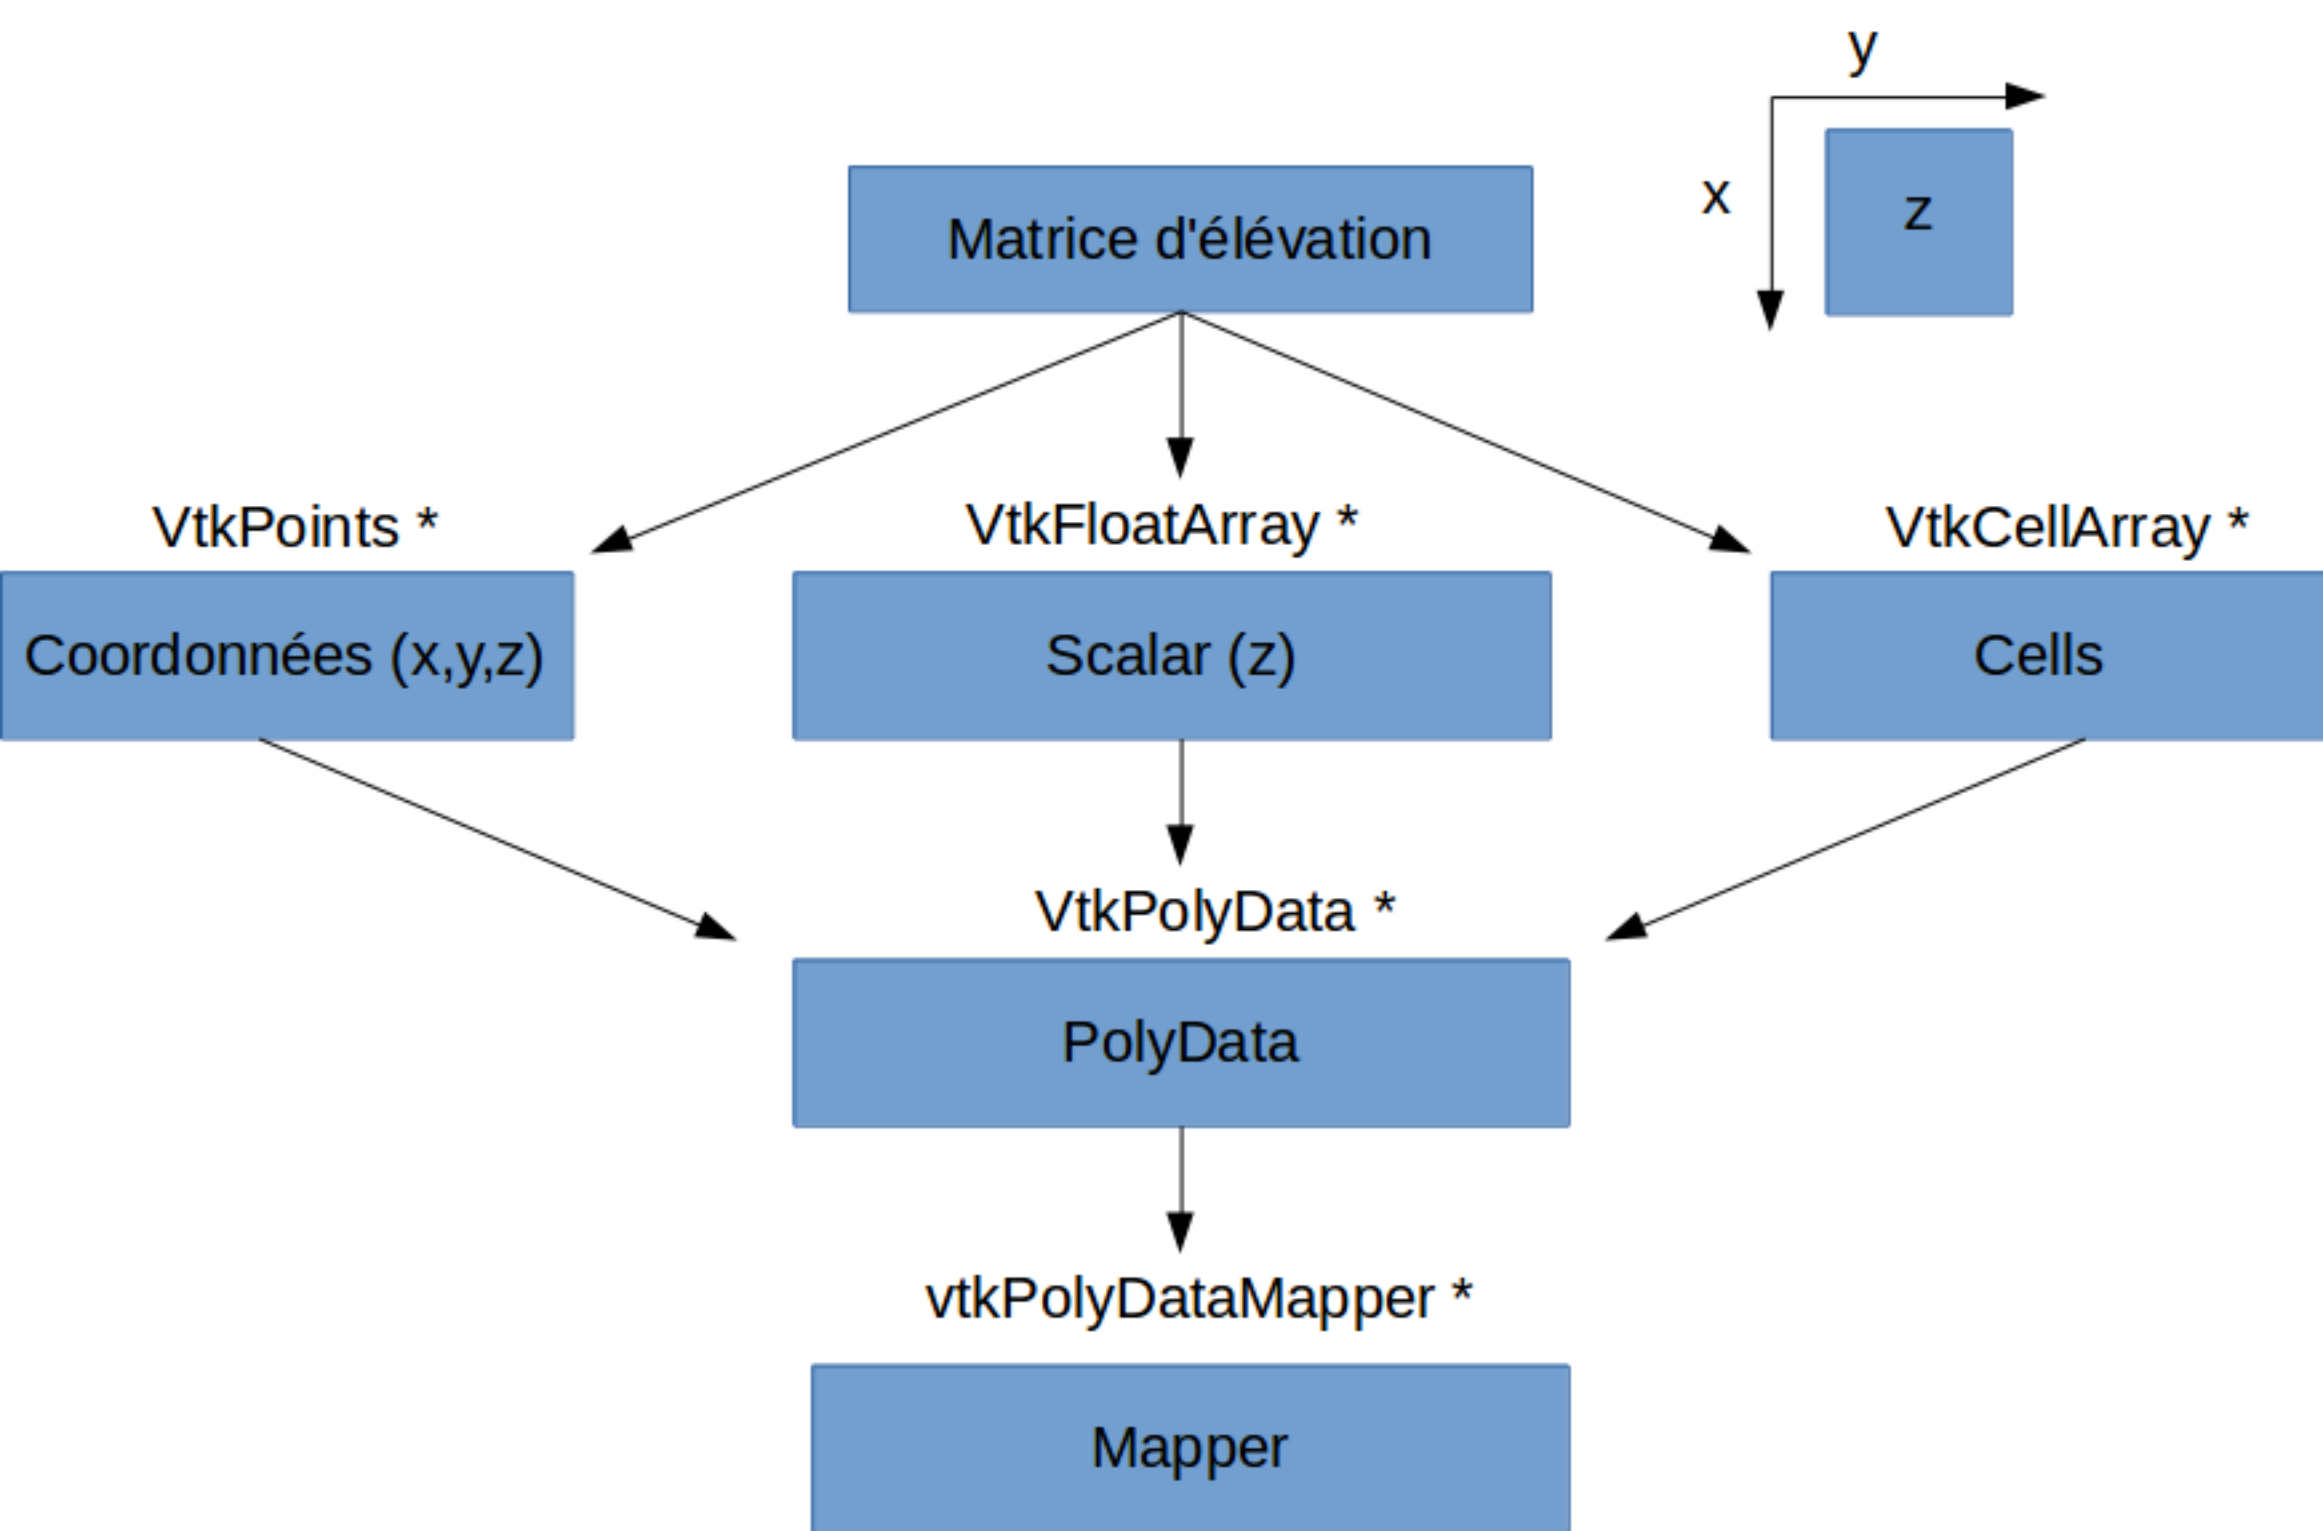 y
x
z
Matrice d'élévation
VtkPoints *
VtkFloatArray *
VtkCellArray *
Coordonnées (x,y,z)
Scalar (z)
Cells
VtkPolyData *
PolyData
vtkPolyDataMapper *
Mapper